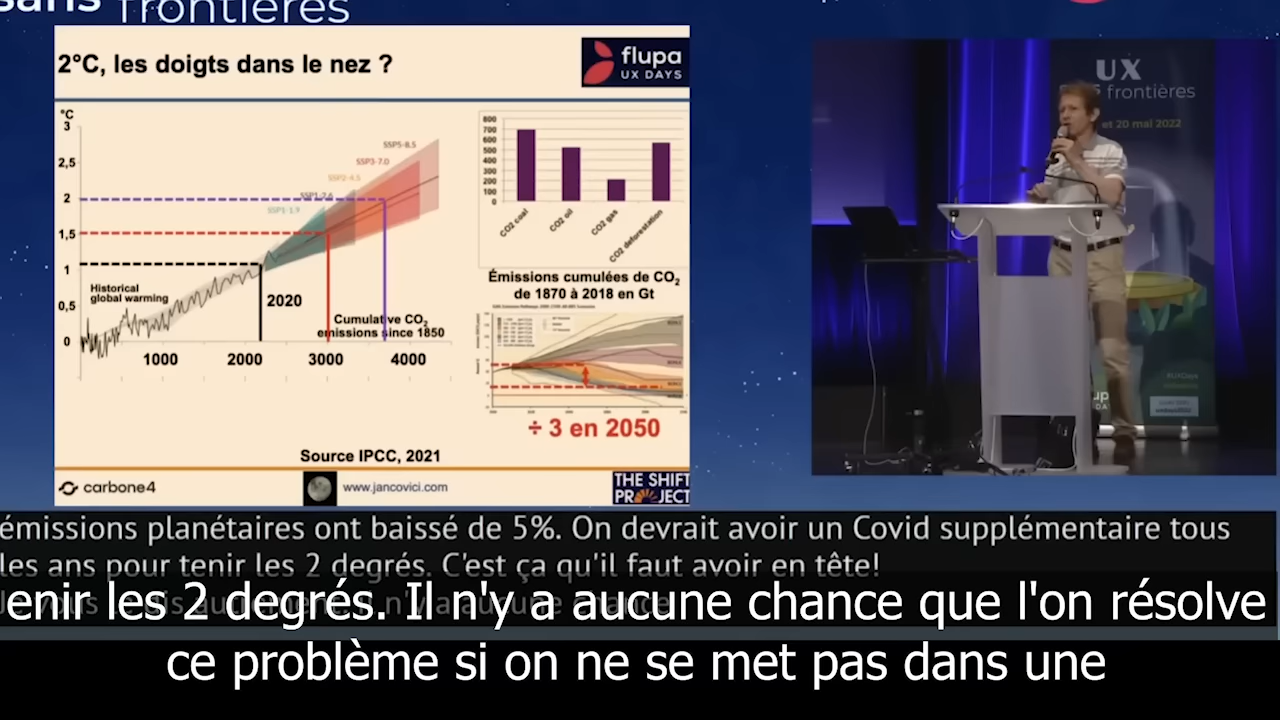 sans frontières
2°C, les doigts dans le nez ?
flupa
UX DAYS
°C
3
2,5
2
1,5
1
0,5
0
SSP5-8.5
SSP3-7.0
SSP2-4.5
SSP1-2.6
SSP1-1.9
Historical
global warming
2020
Cumulative CO2
emissions since 1850
1000 2000 3000 4000
800
700
600
500
400
300
200
100
0
CO2 coal
CO2 oil
CO2 gas
CO2 deforestation
Émissions cumulées de CO2
de 1870 à 2018 en Gt
÷ 3 en 2050
Source IPCC, 2021
carbone4
www.jancovici.com
THE SHIFT
PROJECT
UX
frontières
et 20 mai 2022
émissions planétaires ont baissé de 5%. On devrait avoir un Covid supplémentaire tous
les ans pour tenir les 2 degrés. C'est ça qu'il faut avoir en tête!
enir les 2 degrés. Il n'y a aucune chance que l'on résolve
ce problème si on ne se met pas dans une